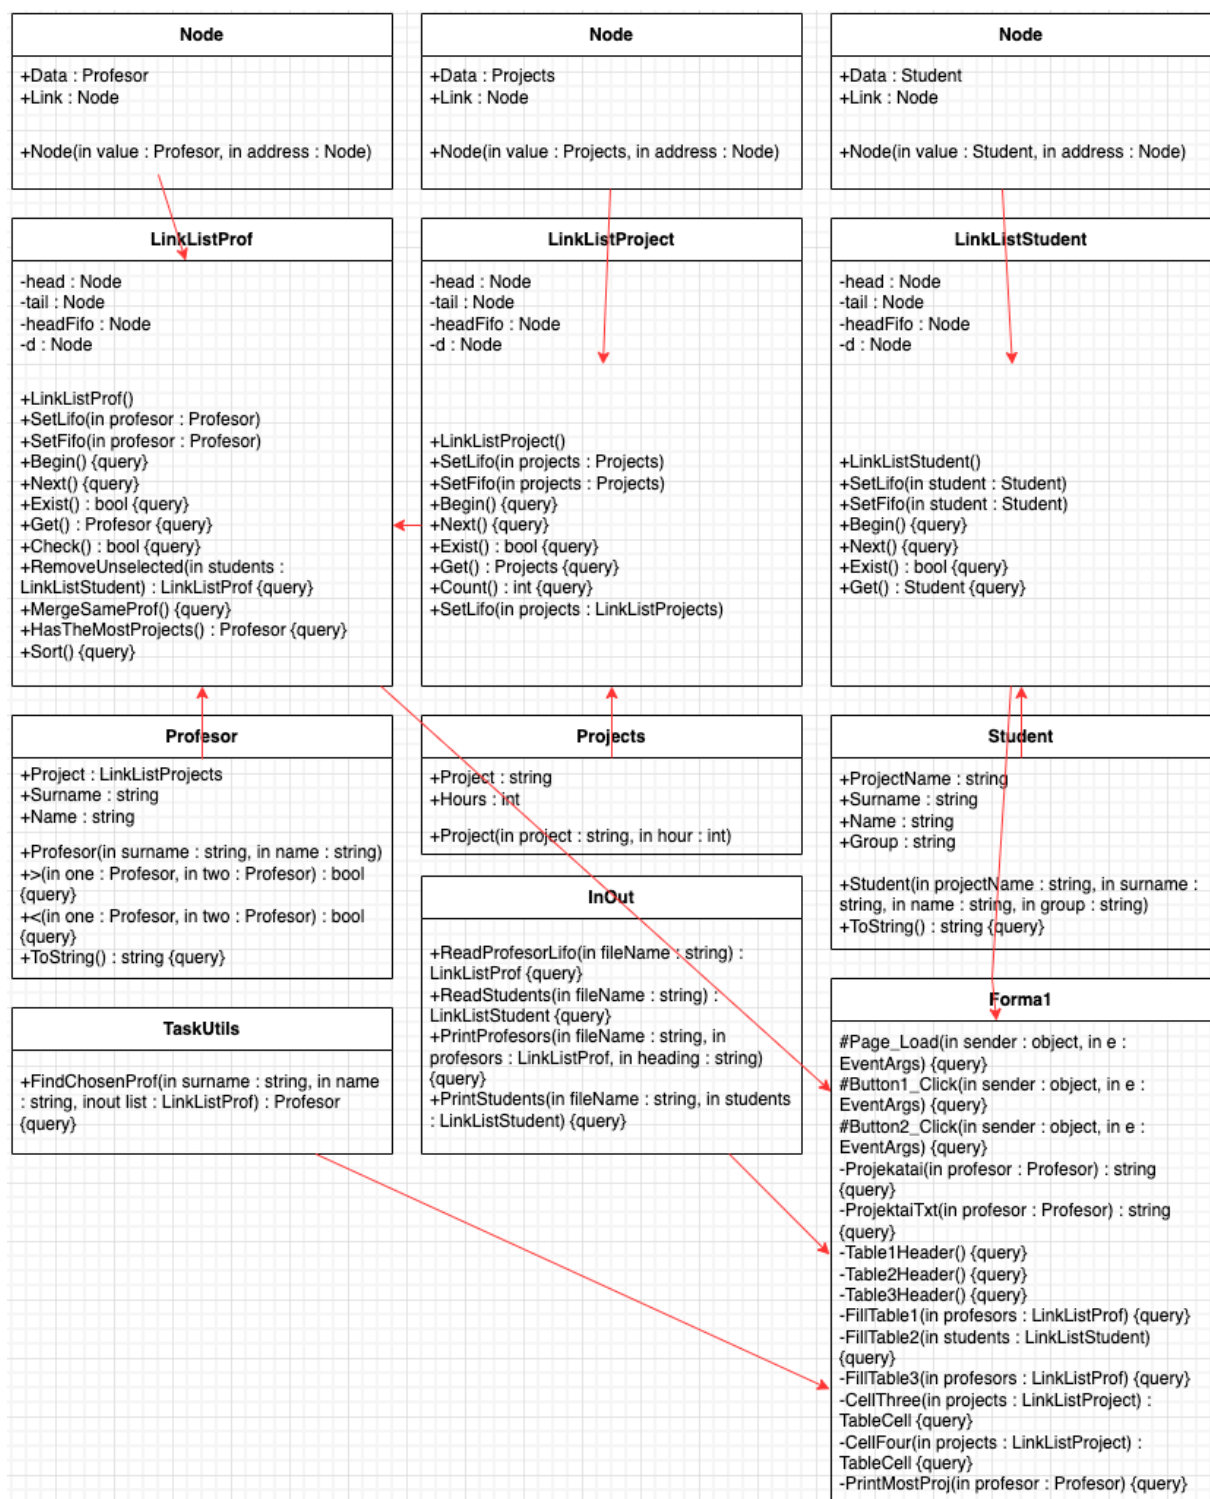 Node
+Data : Profesor
+Link : Node
+Node(in value : Profesor, in address : Node)
Node
+Data : Projects
+Link : Node
+Node(in value : Projects, in address : Node)
Node
+Data : Student
+Link : Node
+Node(in value : Student, in address : Node)
LinkListProf
-head : Node
-tail : Node
-headFifo : Node
-d : Node
+LinkListProf()
+SetLifo(in profesor : Profesor)
+SetFifo(in profesor : Profesor)
+Begin() {query}
+Next() {query}
+Exist() : bool {query}
+Get() : Profesor {query}
+Check() : bool {query}
+RemoveUnselected(in students :
LinkListStudent) : LinkListProf {query}
+MergeSameProf() {query}
+HasTheMostProjects() : Profesor {query}
+Sort() {query}
LinkListProject
-head : Node
-tail : Node
-headFifo : Node
-d : Node
+LinkListProject()
+SetLifo(in projects : Projects)
+SetFifo(in projects : Projects)
+Begin() {query}
+Next() {query}
+Exist() : bool {query}
+Get() : Projects {query}
+Count() : int {query}
+SetLifo(in projects : LinkListProjects)
LinkListStudent
-head : Node
-tail : Node
-headFifo : Node
-d : Node
+LinkListStudent()
+SetLifo(in student : Student)
+SetFifo(in student : Student)
+Begin() {query}
+Next() {query}
+Exist() : bool {query}
+Get() : Student {query}
Profesor
+Project : LinkListProjects
+Surname : string
+Name : string
+Profesor(in surname : string, in name : string)
+>(in one : Profesor, in two : Profesor) : bool
{query}
+<(in one : Profesor, in two : Profesor) : bool
{query}
+ToString() : string {query}
Projects
+Project : string
+Hours : int
+Project(in project : string, in hour : int)
Student
+ProjectName : string
+Surname : string
+Name : string
+Group : string
+Student(in projectName : string, in surname :
string, in name : string, in group : string)
+ToString() : string {query}
InOut
+ReadProfesorLifo(in fileName : string) :
LinkListProf {query}
+ReadStudents(in fileName : string) :
LinkListStudent {query}
+PrintProfesors(in fileName : string, in
profesors : LinkListProf, in heading : string)
{query}
+PrintStudents(in fileName : string, in students
: LinkListStudent) {query}
TaskUtils
+FindChosenProf(in surname : string, in name
: string, inout list : LinkListProf) : Profesor
{query}
Forma1
#Page_Load(in sender : object, in e :
EventArgs) {query}
#Button1_Click(in sender : object, in e :
EventArgs) {query}
#Button2_Click(in sender : object, in e :
EventArgs) {query}
-Projekatai(in profesor : Profesor) : string
{query}
-ProjektaiTxt(in profesor : Profesor) : string
{query}
-Table1Header() {query}
-Table2Header() {query}
-Table3Header() {query}
-FillTable1(in profesors : LinkListProf) {query}
-FillTable2(in students : LinkListStudent)
{query}
-FillTable3(in profesors : LinkListProf) {query}
-CellThree(in projects : LinkListProject) :
TableCell {query}
-CellFour(in projects : LinkListProject) :
TableCell {query}
-PrintMostProj(in profesor : Profesor) {query}